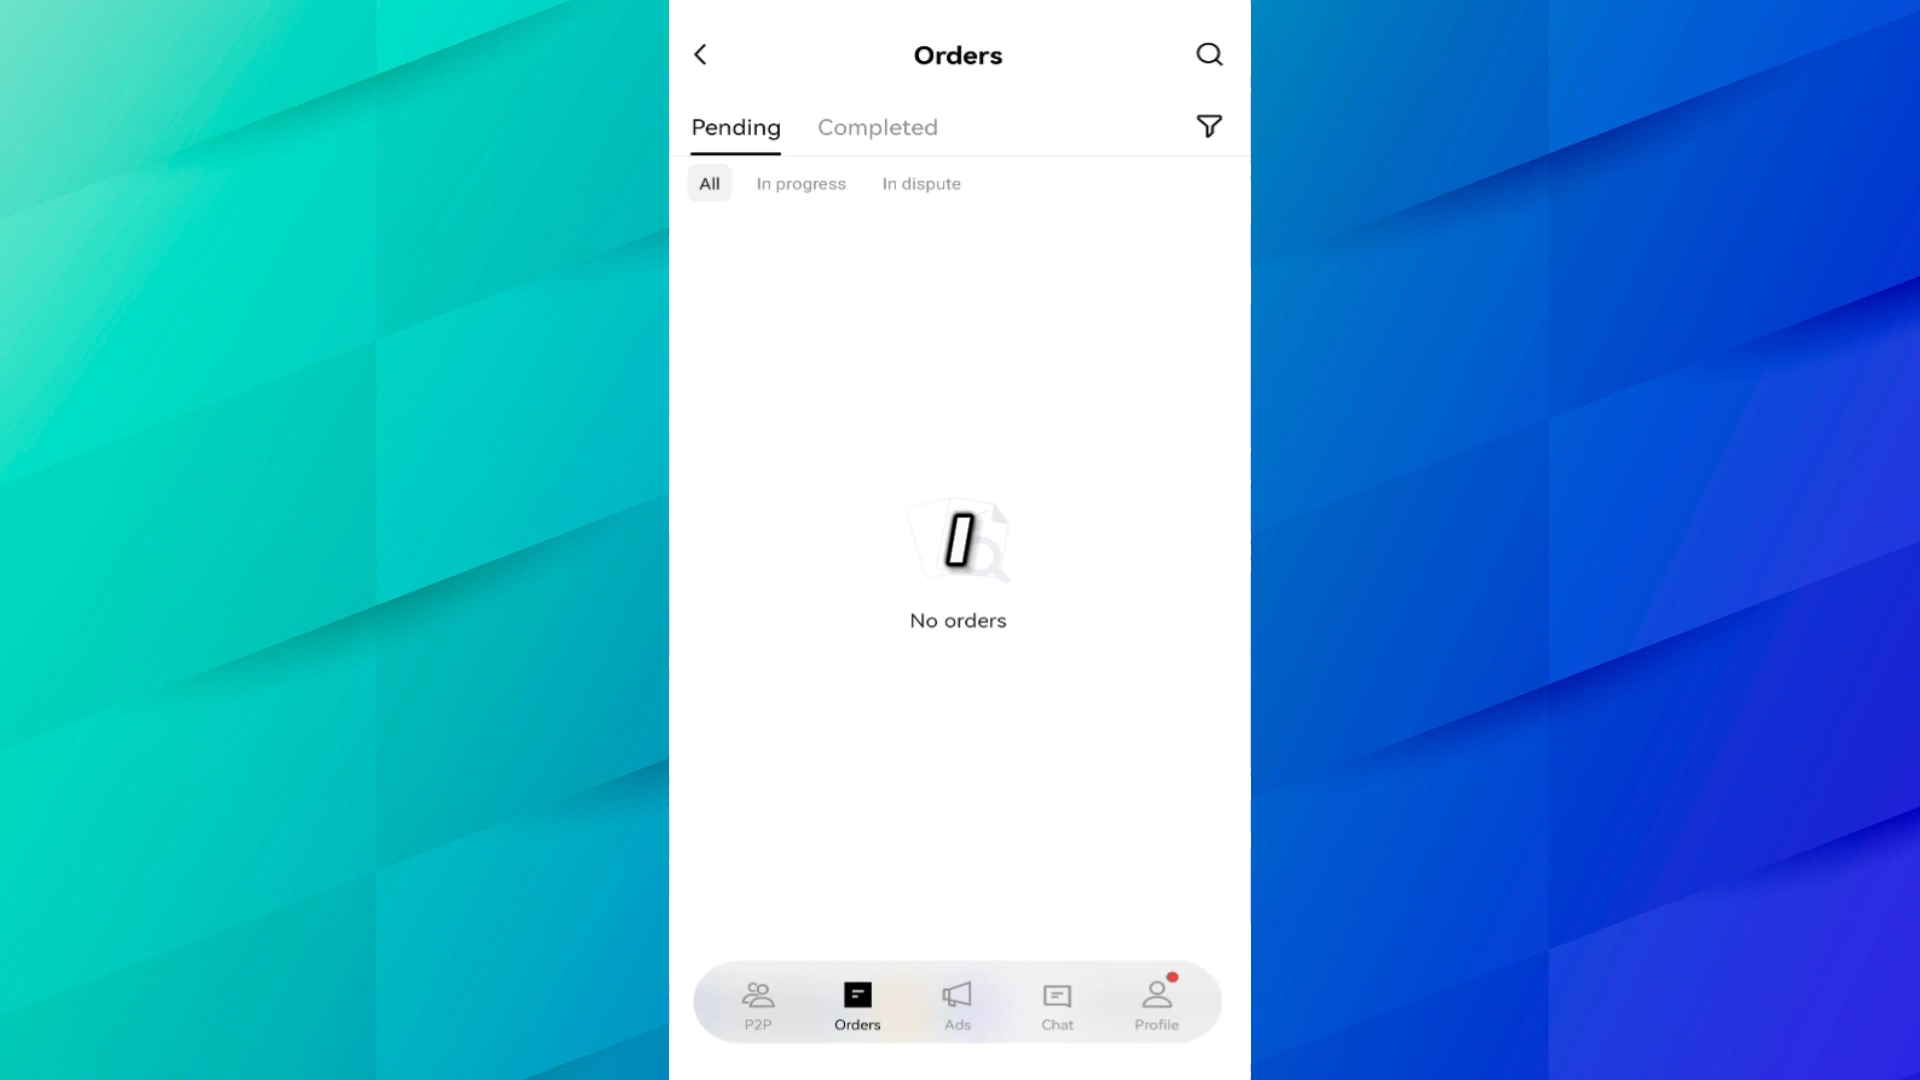 Orders
Pending Completed
All In progress In dispute
I
No orders
P2P Orders Ads Chat Profile